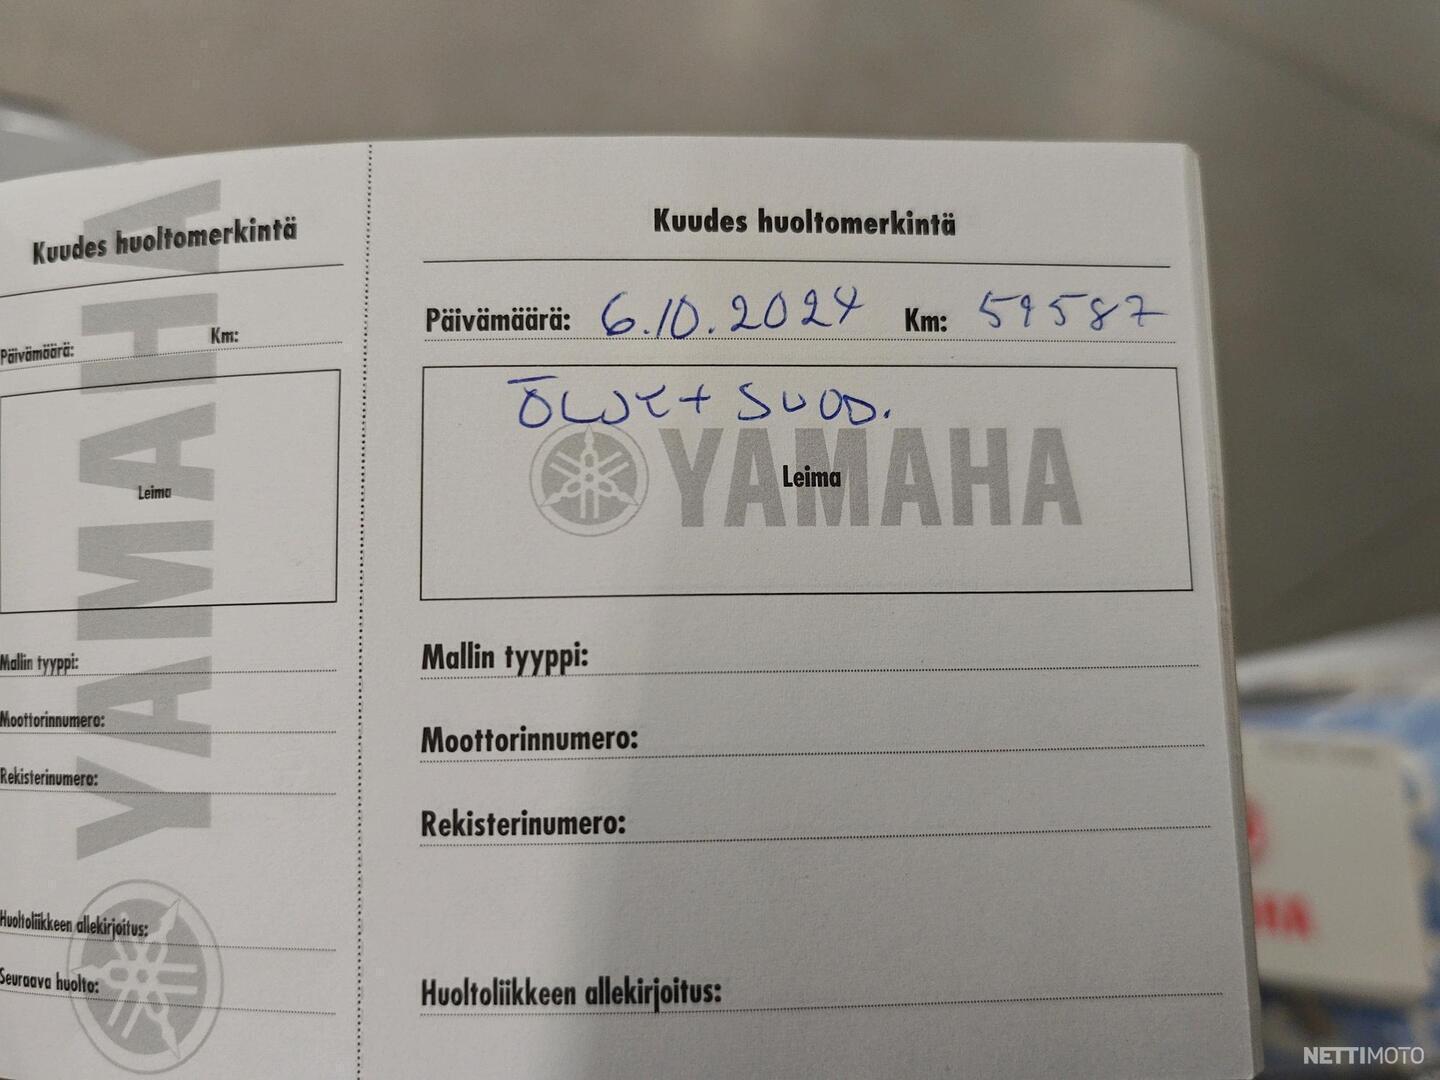 Kuudes huoltomerkintä
Päivämäärä: Km:
Leima
YAMAHA
Mallin tyyppi:
Moottorinnumero:
Rekisterinumero:
Huoltoliikkeen allekirjoitus:
Seuraava huolto:
Kuudes huoltomerkintä
Päivämäärä: 6.10.2024 Km: 59587
ÖLJYT SUOD.
YAMAHA
Leima
Mallin tyyppi:
Moottorinnumero:
Rekisterinumero:
Huoltoliikkeen allekirjoitus:
NETTIMOTO